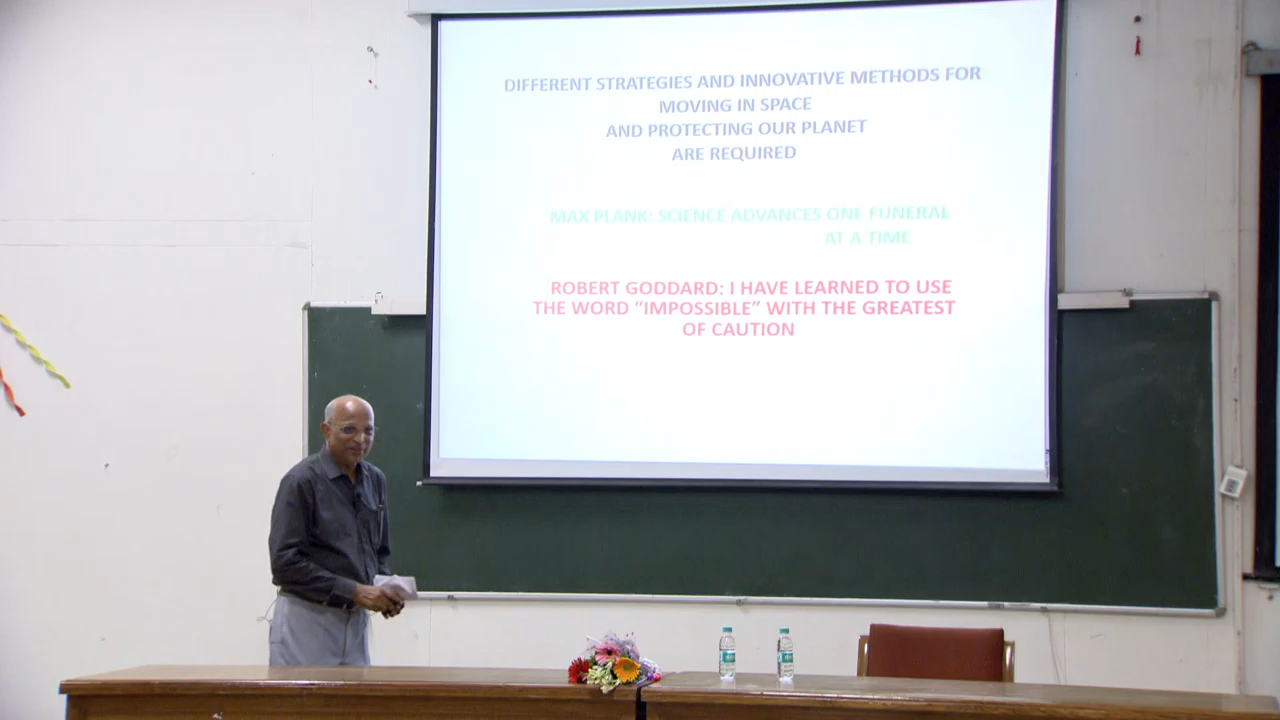 DIFFERENT STRATEGIES AND INNOVATIVE METHODS FOR
MOVING IN SPACE
AND PROTECTING OUR PLANET
ARE REQUIRED
MAX PLANK: SCIENCE ADVANCES ONE FUNERAL
AT A TIME
ROBERT GODDARD: I HAVE LEARNED TO USE
THE WORD “IMPOSSIBLE” WITH THE GREATEST
OF CAUTION